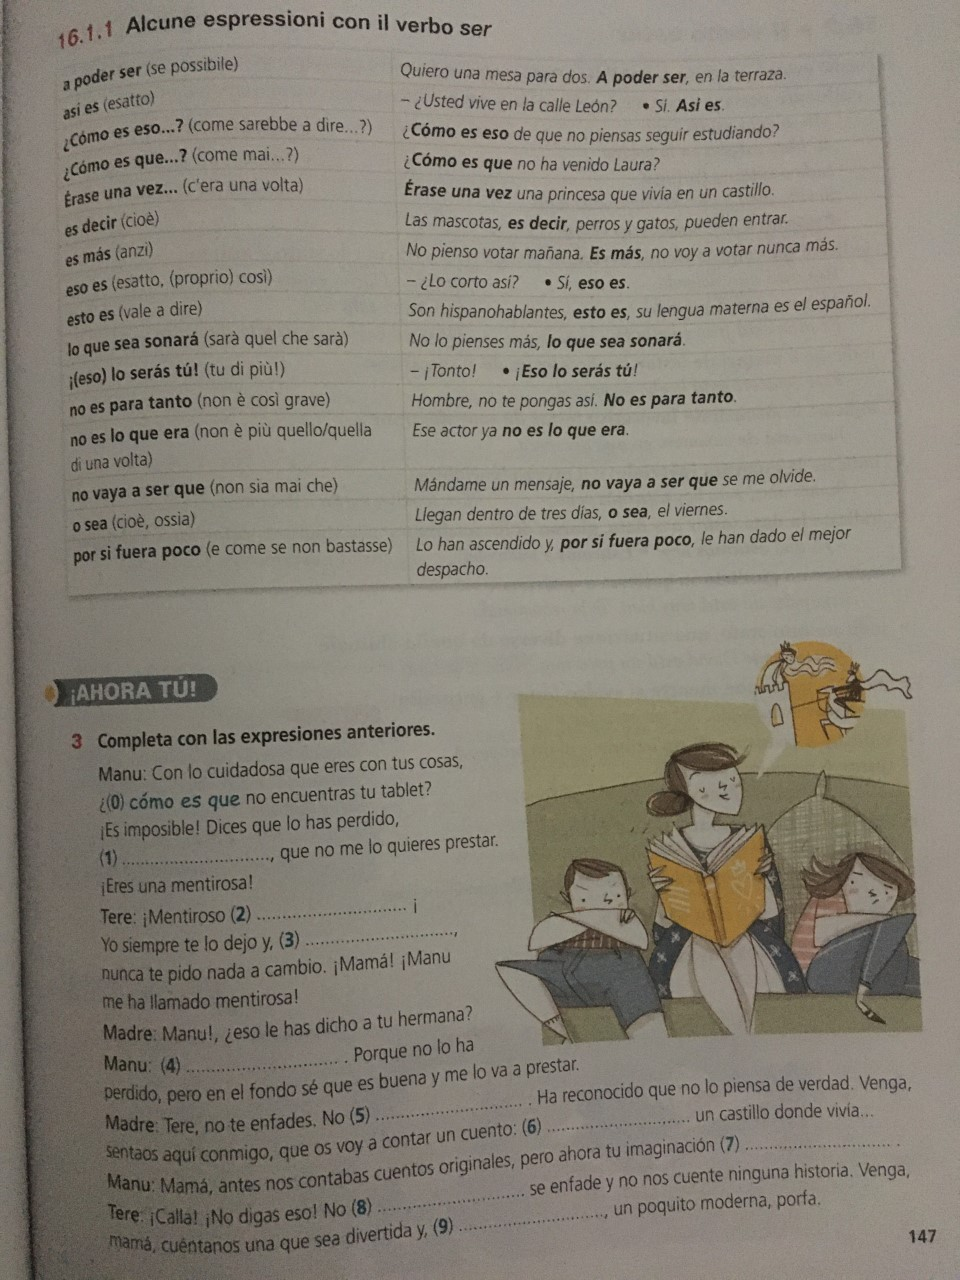 16.1.1 Alcune espressioni con il verbo ser
a poder ser (se possibile) Quiero una mesa para dos. A poder ser, en la terraza.
así es (esatto) – ¿Usted vive en la calle León? • Sí. Así es.
¿Cómo es eso...? (come sarebbe a dire...?) ¿Cómo es eso de que no piensas seguir estudiando?
¿Cómo es que...? (come mai...?) ¿Cómo es que no ha venido Laura?
Érase una vez... (c'era una volta) Érase una vez una princesa que vivía en un castillo.
es decir (cioè) Las mascotas, es decir, perros y gatos, pueden entrar.
es más (anzi) No pienso votar mañana. Es más, no voy a votar nunca más.
eso es (esatto, (proprio) così) – ¿Lo corto así? • Sí, eso es.
esto es (vale a dire) Son hispanohablantes, esto es, su lengua materna es el español.
lo que sea sonará (sarà quel che sarà) No lo pienses más, lo que sea sonará.
¡(eso) lo serás tú! (tu di più!) – ¡Tonto! • ¡Eso lo serás tú!
no es para tanto (non è così grave) Hombre, no te pongas así. No es para tanto.
no es lo que era (non è più quello/quella Ese actor ya no es lo que era.
di una volta)
no vaya a ser que (non sia mai che) Mándame un mensaje, no vaya a ser que se me olvide.
o sea (cioè, ossia) Llegan dentro de tres días, o sea, el viernes.
por si fuera poco (e come se non bastasse) Lo han ascendido y, por si fuera poco, le han dado el mejor
despacho.
¡AHORA TÚ!
3 Completa con las expresiones anteriores.
Manu: Con lo cuidadosa que eres con tus cosas,
¿(0) cómo es que no encuentras tu tablet?
¡Es imposible! Dices que lo has perdido,
(1) ............................, que no me lo quieres prestar.
¡Eres una mentirosa!
Tere: ¡Mentiroso (2) ............................ ¡
Yo siempre te lo dejo y, (3) ............................,
nunca te pido nada a cambio. ¡Mamá! ¡Manu
me ha llamado mentirosa!
Madre: Manu!, ¿eso le has dicho a tu hermana?
Manu: (4) ............................ . Porque no lo ha
perdido, pero en el fondo sé que es buena y me lo va a prestar.
Madre: Tere, no te enfades. No (5) ............................ . Ha reconocido que no lo piensa de verdad. Venga,
sentaos aquí conmigo, que os voy a contar un cuento: (6) ............................ un castillo donde vivía...
Manu: Mamá, antes nos contabas cuentos originales, pero ahora tu imaginación (7) ............................ .
Tere: ¡Calla! ¡No digas eso! No (8) ............................ se enfade y no nos cuente ninguna historia. Venga,
mamá, cuéntanos una que sea divertida y, (9) ............................, un poquito moderna, porfa.
147